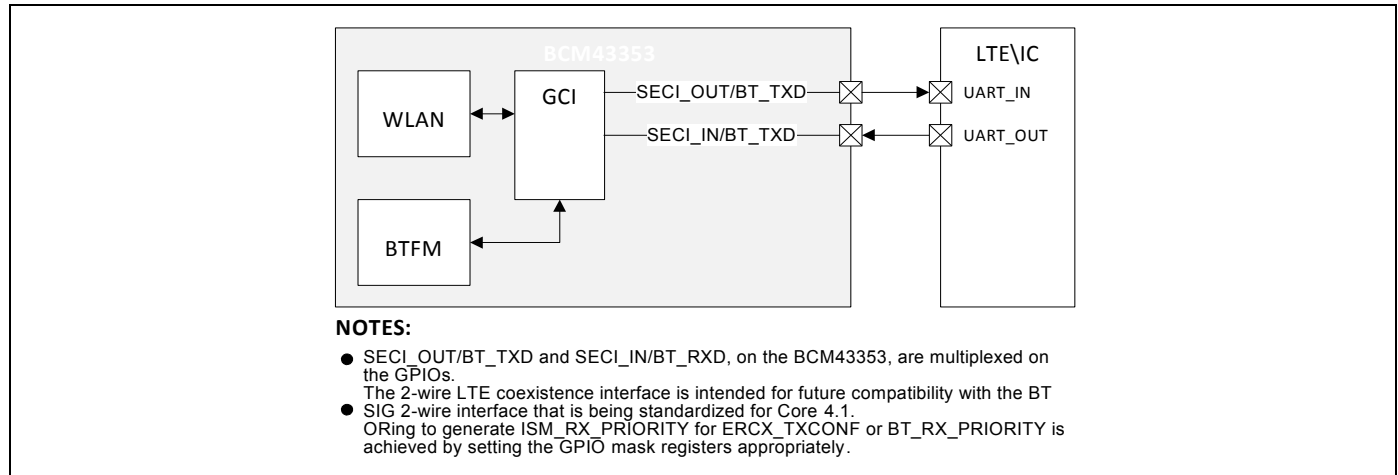 BCM43353
LTE\IC
WLAN
GCI
SECI_OUT/BT_TXD
UART_IN
SECI_IN/BT_TXD
UART_OUT
BTFM
NOTES:
● SECI_OUT/BT_TXD and SECI_IN/BT_RXD, on the BCM43353, are multiplexed on
the GPIOs.
The 2-wire LTE coexistence interface is intended for future compatibility with the BT
● SIG 2-wire interface that is being standardized for Core 4.1.
ORing to generate ISM_RX_PRIORITY for ERCX_TXCONF or BT_RX_PRIORITY is
achieved by setting the GPIO mask registers appropriately.